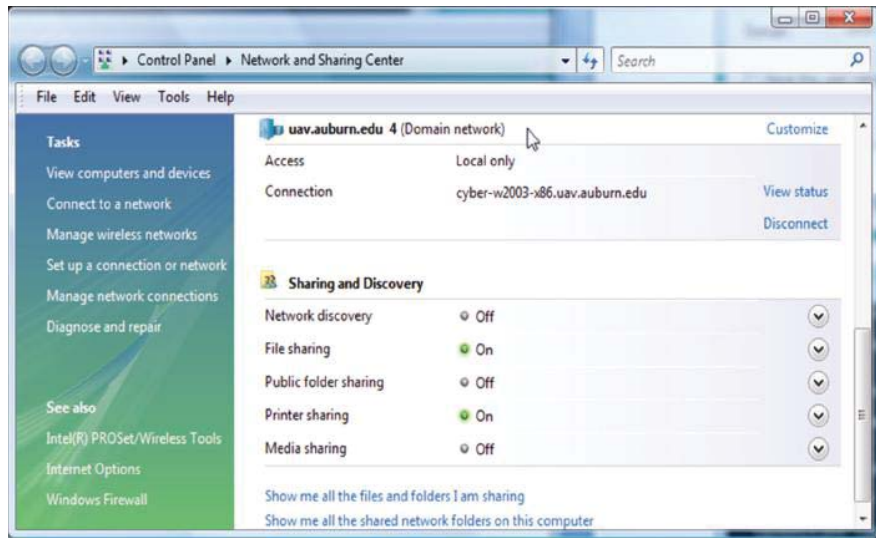 Control Panel ▸ Network and Sharing Center
Search
File Edit View Tools Help
Tasks
View computers and devices
Connect to a network
Manage wireless networks
Set up a connection or network
Manage network connections
Diagnose and repair
See also
Intel(R) PROSet/Wireless Tools
Internet Options
Windows Firewall
uav.auburn.edu 4 (Domain network) Customize
Access Local only
Connection cyber-w2003-x86.uav.auburn.edu View status
Disconnect
Sharing and Discovery
Network discovery Off
File sharing On
Public folder sharing Off
Printer sharing On
Media sharing Off
Show me all the files and folders I am sharing
Show me all the shared network folders on this computer